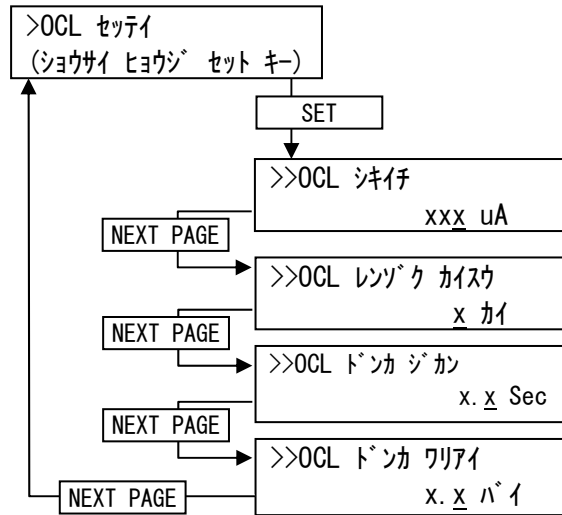 >OCL ｾｯﾃｲ
(ｼｮｳｻｲ ﾋｮｳｼﾞ ｾｯﾄ ｷｰ)
SET
>>OCL ｼｷｲﾁ
xxx uA
NEXT PAGE
>>OCL ﾚﾝｿﾞｸ ｶｲｽｳ
x ｶｲ
NEXT PAGE
>>OCL ﾄﾞﾝｶ ｼﾞｶﾝ
x.x Sec
NEXT PAGE
>>OCL ﾄﾞﾝｶ ﾜﾘｱｲ
x.x ﾊﾞｲ
NEXT PAGE